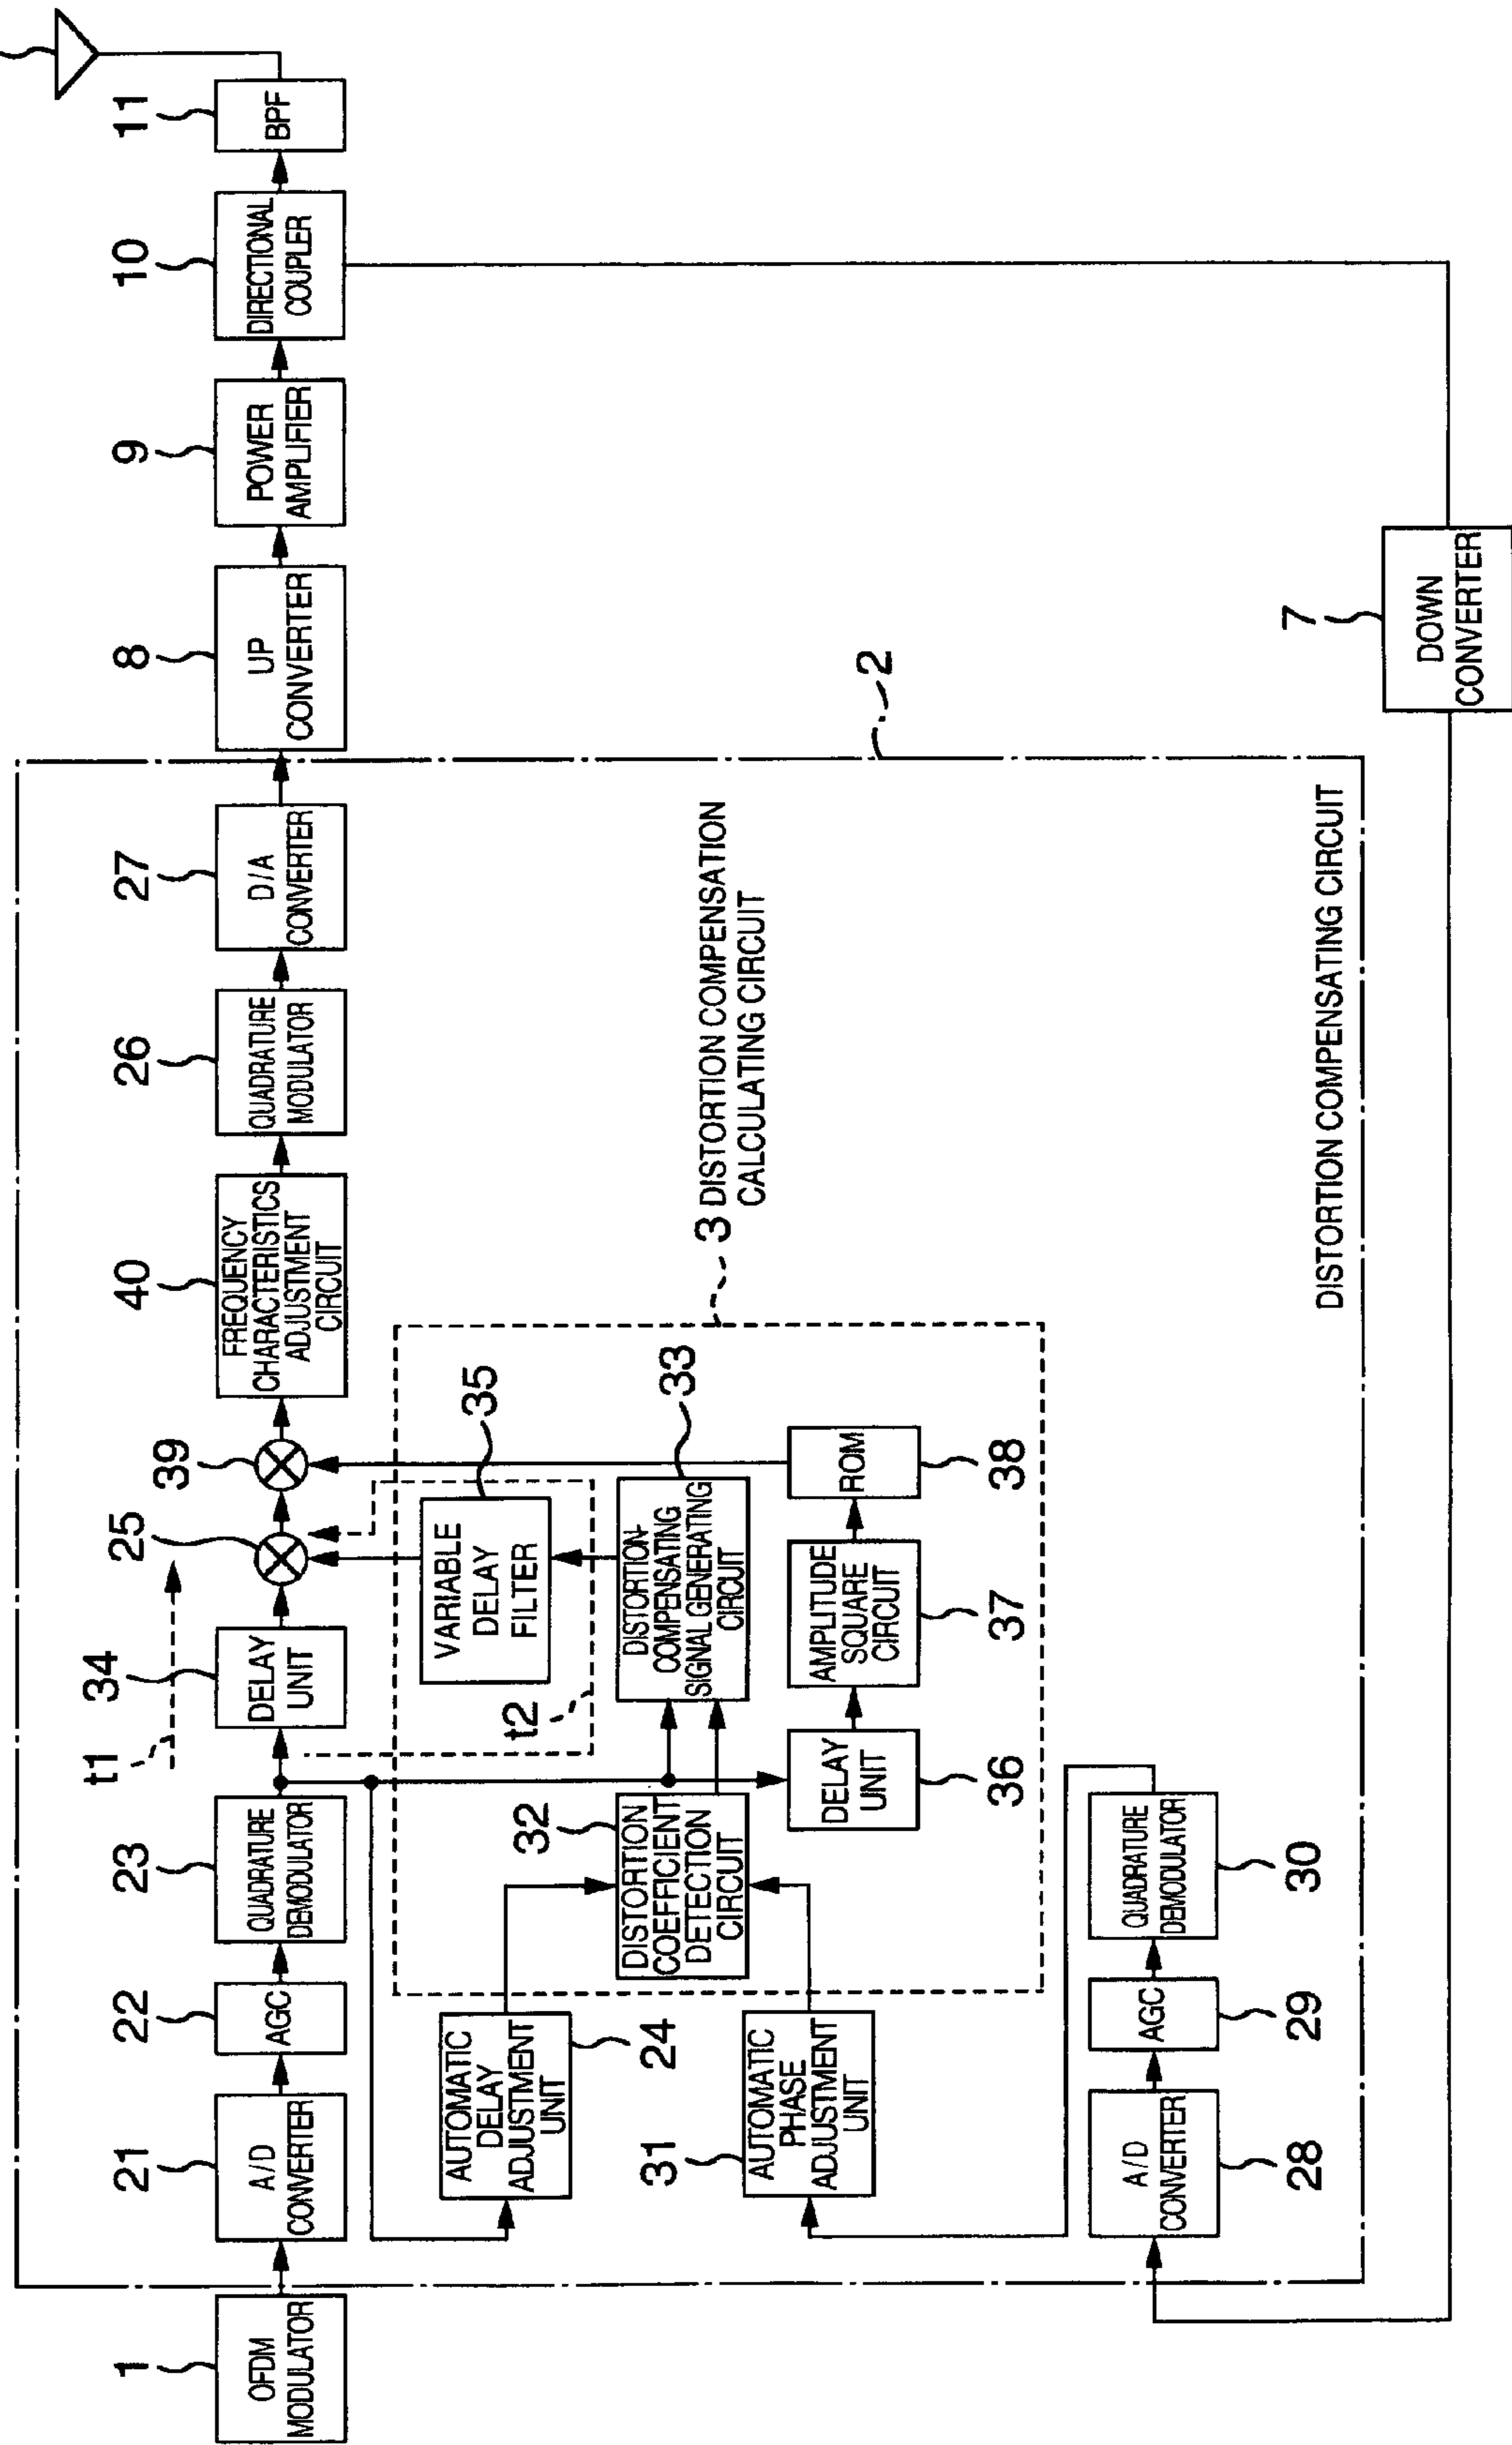 1
OFDM
MODULATOR
21
A/D
CONVERTER
22
AGC
23
QUADRATURE
DEMODULATOR
t1
34
DELAY
UNIT
25
39
40
FREQUENCY
CHARACTERISTICS
ADJUSTMENT
CIRCUIT
26
QUADRATURE
MODULATOR
27
D/A
CONVERTER
8
UP
CONVERTER
9
POWER
AMPLIFIER
10
DIRECTIONAL
COUPLER
11
BPF
AUTOMATIC
DELAY
ADJUSTMENT
UNIT
24
t2
VARIABLE
DELAY
FILTER
35
32
DISTORTION
COEFFICIENT
DETECTION
CIRCUIT
DISTORTION-
COMPENSATING
SIGNAL GENERATING
CIRCUIT
33
3 DISTORTION COMPENSATION
CALCULATING CIRCUIT
31
AUTOMATIC
PHASE
ADJUSTMENT
UNIT
DELAY
UNIT
36
AMPLITUDE
SQUARE
CIRCUIT
37
ROM
38
2
A/D
CONVERTER
28
AGC
29
QUADRATURE
DEMODULATOR
30
DISTORTION COMPENSATING CIRCUIT
7
DOWN
CONVERTER